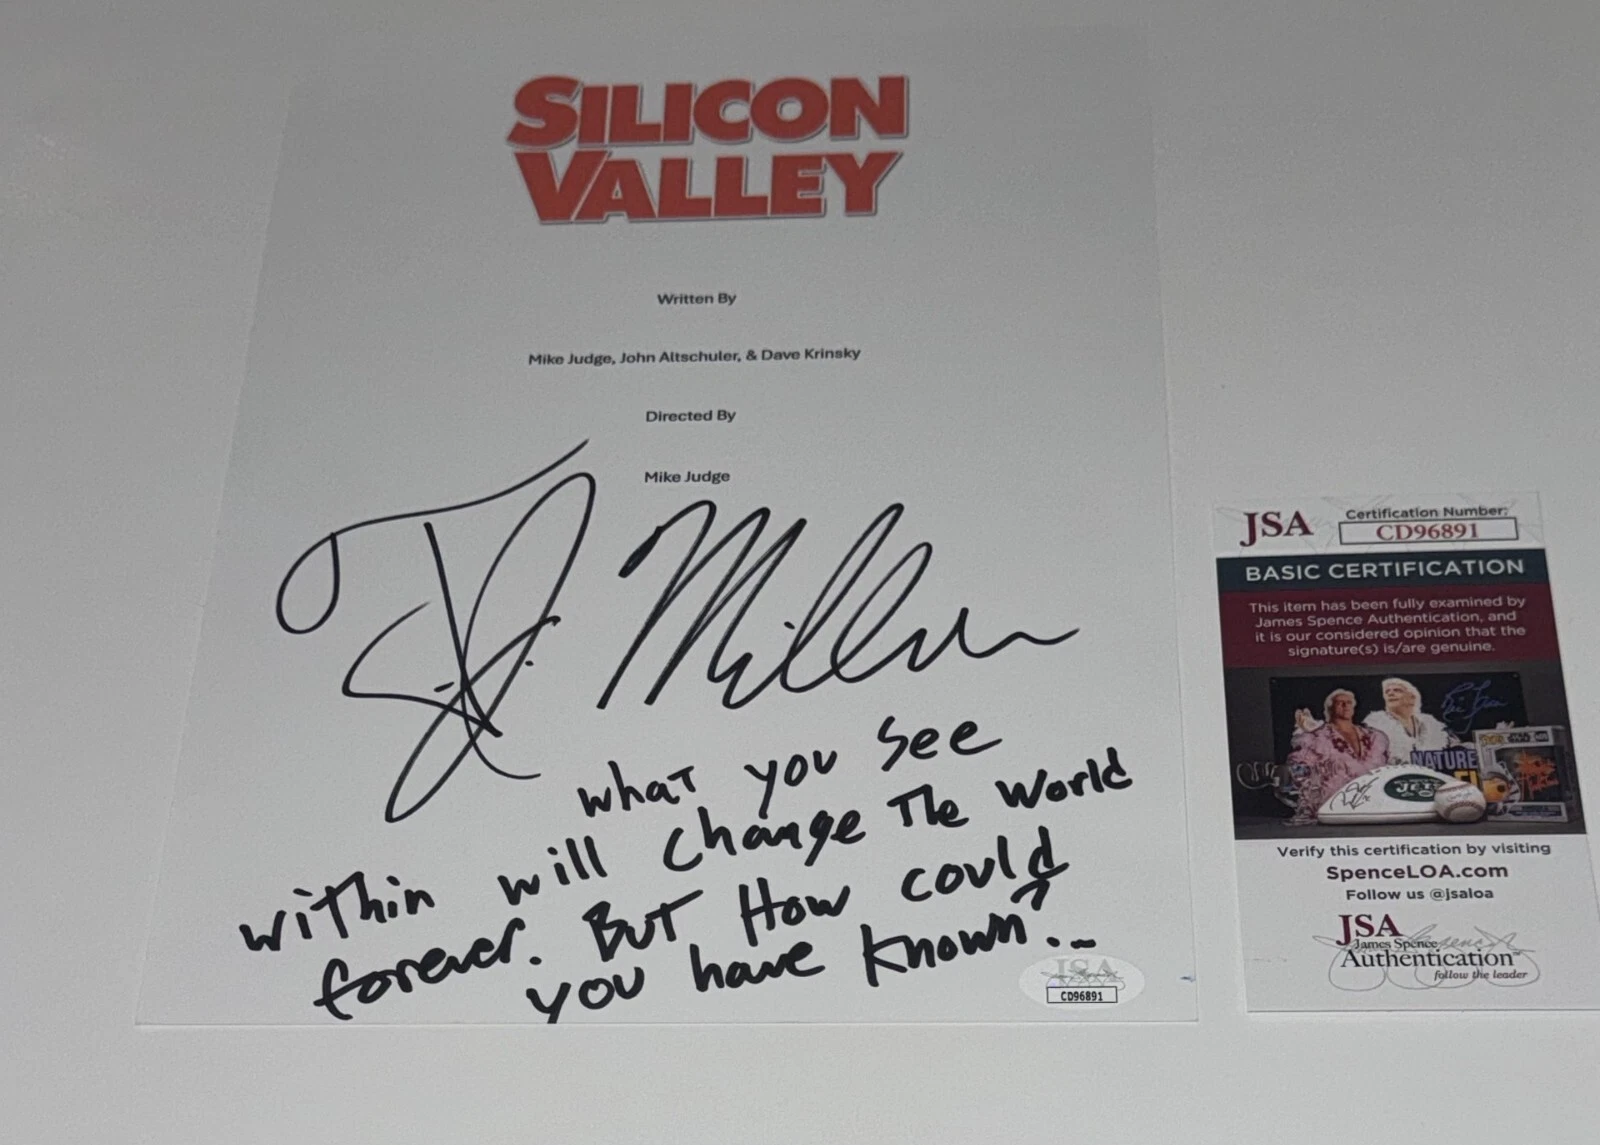 SILICON
VALLEY
Written By
Mike Judge, John Altschuler, & Dave Krinsky
Directed By
Mike Judge
TJ Miller
what you see
within will change The World
forever. But How could
you have known?...
JSA
CD96891
JSA
Certification Number:
CD96891
BASIC CERTIFICATION
This item has been fully examined by
James Spence Authentication, and
it is our considered opinion that the
signature(s) is/are genuine.
NATURE
JETS
Verify this certification by visiting
SpenceLOA.com
Follow us @jsaloa
JSA
James Spence
Authentication™
follow the leader